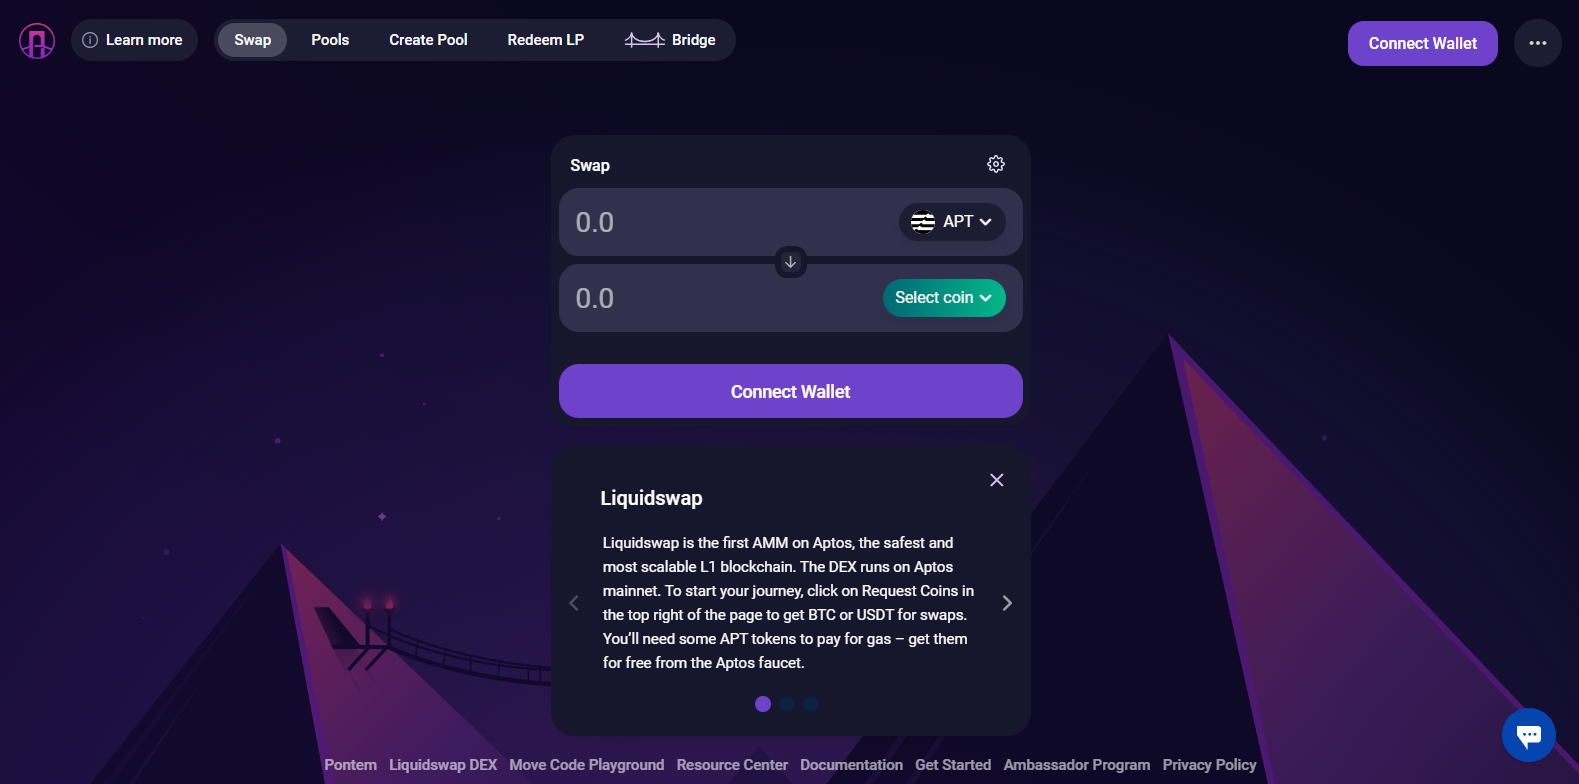 Learn more
Swap
Pools
Create Pool
Redeem LP
Bridge
Connect Wallet
Swap
0.0
APT
0.0
Select coin
Connect Wallet
Liquidswap
Liquidswap is the first AMM on Aptos, the safest and
most scalable L1 blockchain. The DEX runs on Aptos
mainnet. To start your journey, click on Request Coins in
the top right of the page to get BTC or USDT for swaps.
You’ll need some APT tokens to pay for gas – get them
for free from the Aptos faucet.
Pontem Liquidswap DEX Move Code Playground Resource Center Documentation Get Started Ambassador Program Privacy Policy